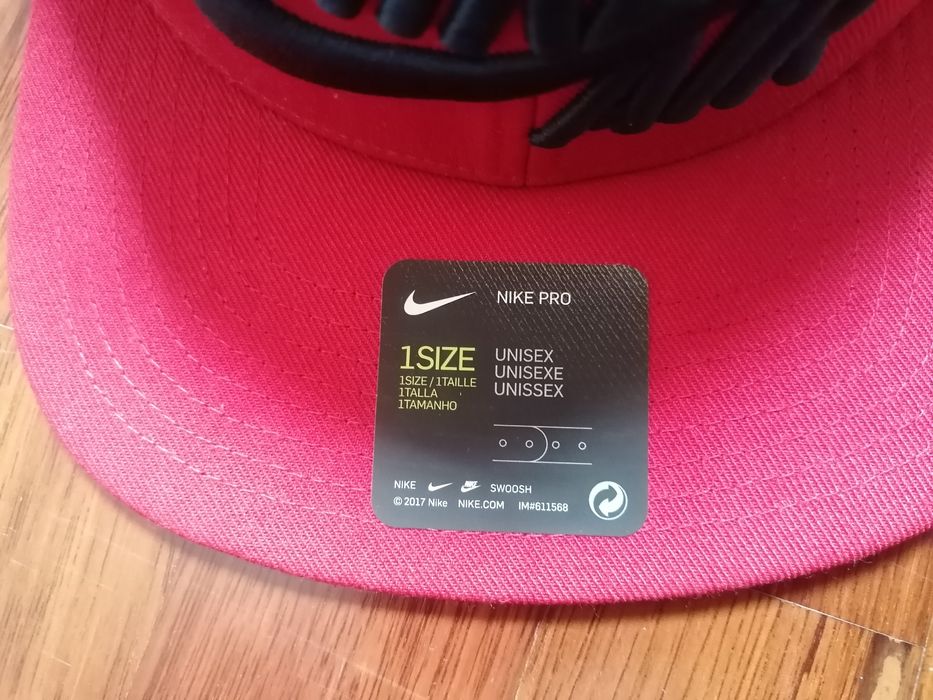 NIKE PRO
1SIZE
1SIZE / 1TAILLE
1TALLA
1TAMANHO
UNISEX
UNISEXE
UNISSEX
NIKE SWOOSH
© 2017 Nike NIKE.COM IM#611568